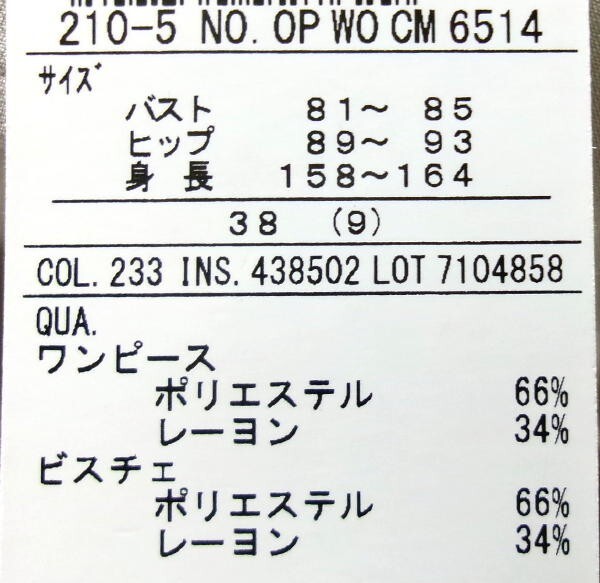 210-5 NO. OP WO CM 6514
サイズ
バスト 81～ 85
ヒップ 89～ 93
身 長 158～164
38 (9)
COL. 233 INS. 438502 LOT 7104858
QUA.
ワンピース
ポリエステル 66%
レーヨン 34%
ビスチェ
ポリエステル 66%
レーヨン 34%